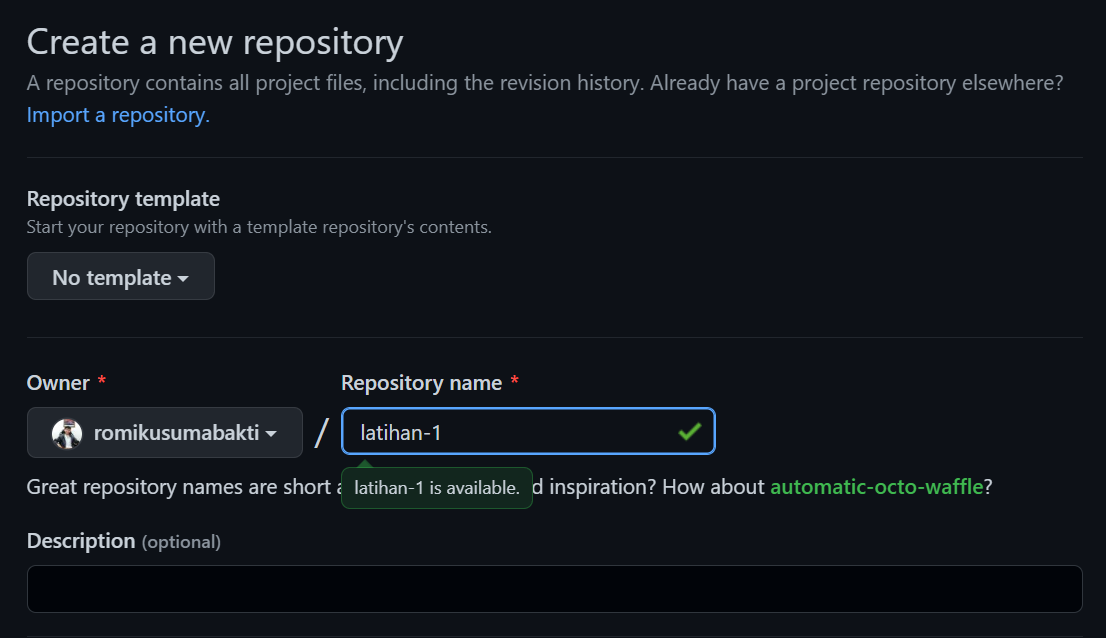 Create a new repository
A repository contains all project files, including the revision history. Already have a project repository elsewhere?
Import a repository.
Repository template
Start your repository with a template repository's contents.
No template
Owner *
Repository name *
romikusumabakti / latihan-1
Great repository names are short d inspiration? How about automatic-octo-waffle?
latihan-1 is available.
Description (optional)